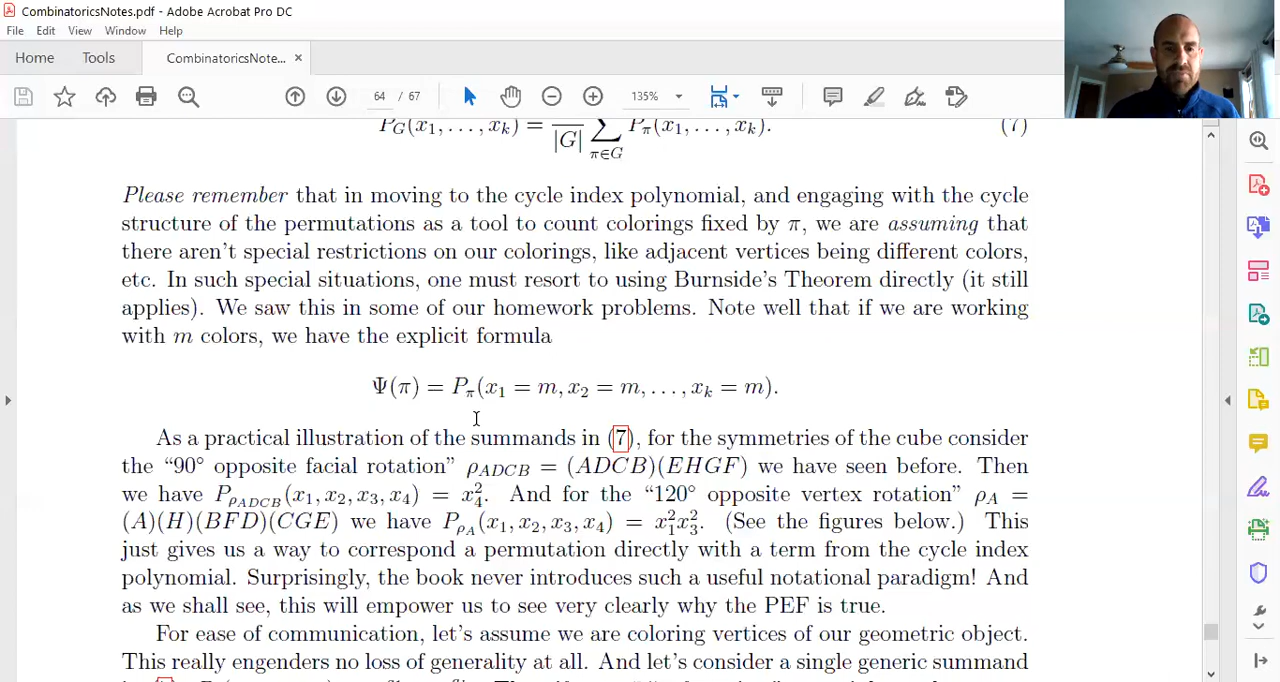 CombinatoricsNotes.pdf - Adobe Acrobat Pro DC
File Edit View Window Help
Home Tools CombinatoricsNote... ×
64 / 67 135%
P_G(x_1, . . . , x_k) = \frac{}{|G|} \sum_{π∈G} P_π(x_1, . . . , x_k). (7)
Please remember that in moving to the cycle index polynomial, and engaging with the cycle
structure of the permutations as a tool to count colorings fixed by π, we are assuming that
there aren't special restrictions on our colorings, like adjacent vertices being different colors,
etc. In such special situations, one must resort to using Burnside's Theorem directly (it still
applies). We saw this in some of our homework problems. Note well that if we are working
with m colors, we have the explicit formula
Ψ(π) = P_π(x_1 = m, x_2 = m, . . . , x_k = m).
As a practical illustration of the summands in (7), for the symmetries of the cube consider
the “90° opposite facial rotation” ρ_{ADCB} = (ADCB)(EHGF) we have seen before. Then
we have P_{ρ_{ADCB}}(x_1, x_2, x_3, x_4) = x_4^2. And for the “120° opposite vertex rotation” ρ_A =
(A)(H)(BFD)(CGE) we have P_{ρ_A}(x_1, x_2, x_3, x_4) = x_1^2x_3^2. (See the figures below.) This
just gives us a way to correspond a permutation directly with a term from the cycle index
polynomial. Surprisingly, the book never introduces such a useful notational paradigm! And
as we shall see, this will empower us to see very clearly why the PEF is true.
For ease of communication, let's assume we are coloring vertices of our geometric object.
This really engenders no loss of generality at all. And let's consider a single generic summand